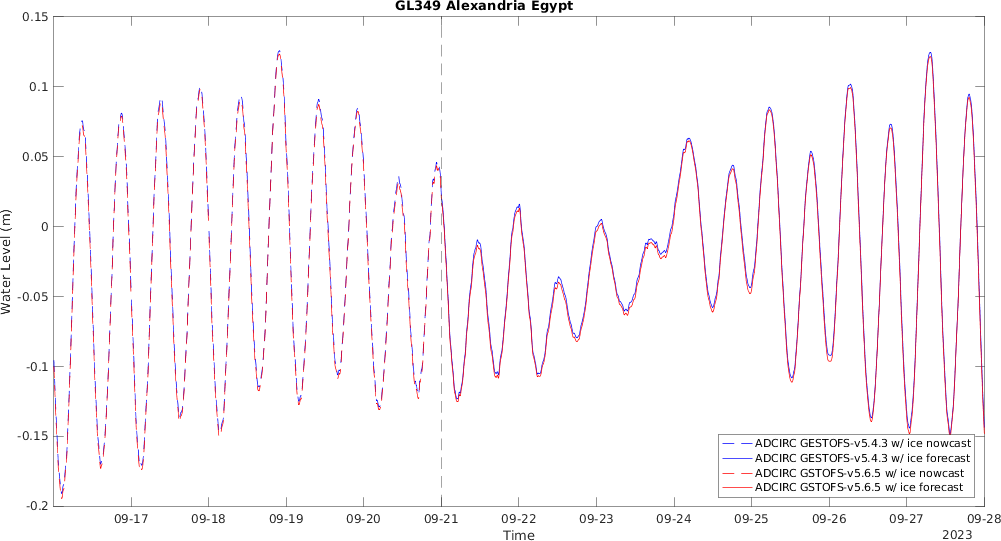 GL349 Alexandria Egypt
0.15
0.1
0.05
0
-0.05
-0.1
-0.15
-0.2
Water Level (m)
ADCIRC GESTOFS-v5.4.3 w/ ice nowcast
ADCIRC GESTOFS-v5.4.3 w/ ice forecast
ADCIRC GSTOFS-v5.6.5 w/ ice nowcast
ADCIRC GSTOFS-v5.6.5 w/ ice forecast
09-17 09-18 09-19 09-20 09-21 09-22 09-23 09-24 09-25 09-26 09-27 09-28
Time
2023